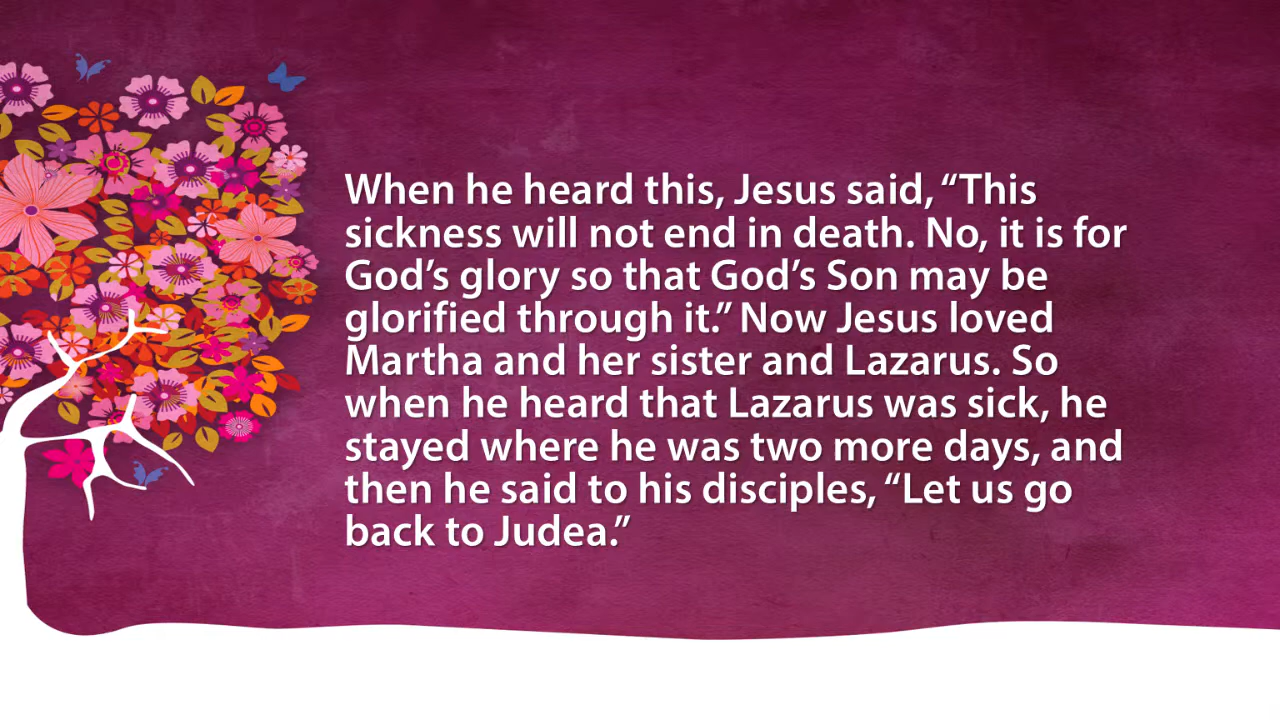 When he heard this, Jesus said, “This
sickness will not end in death. No, it is for
God’s glory so that God’s Son may be
glorified through it.” Now Jesus loved
Martha and her sister and Lazarus. So
when he heard that Lazarus was sick, he
stayed where he was two more days, and
then he said to his disciples, “Let us go
back to Judea.”